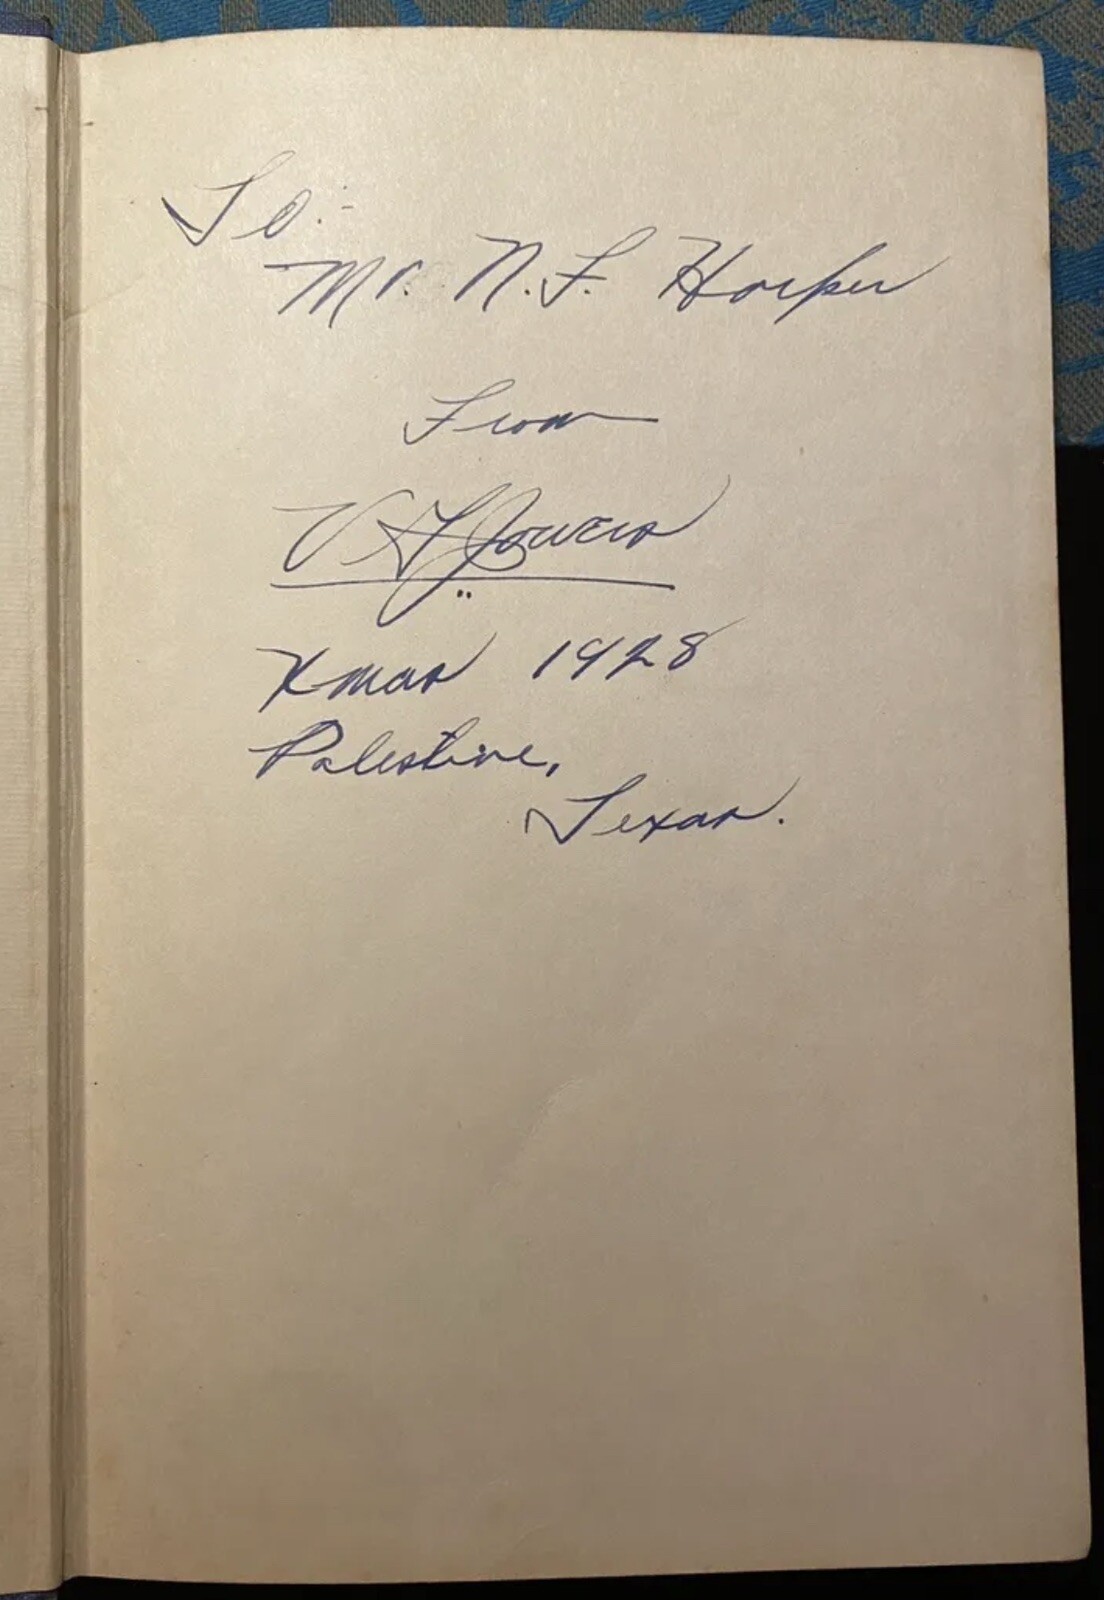 To:-
Mr. N. F. Harper
From
Xmas 1928
Palestine,
Texas.